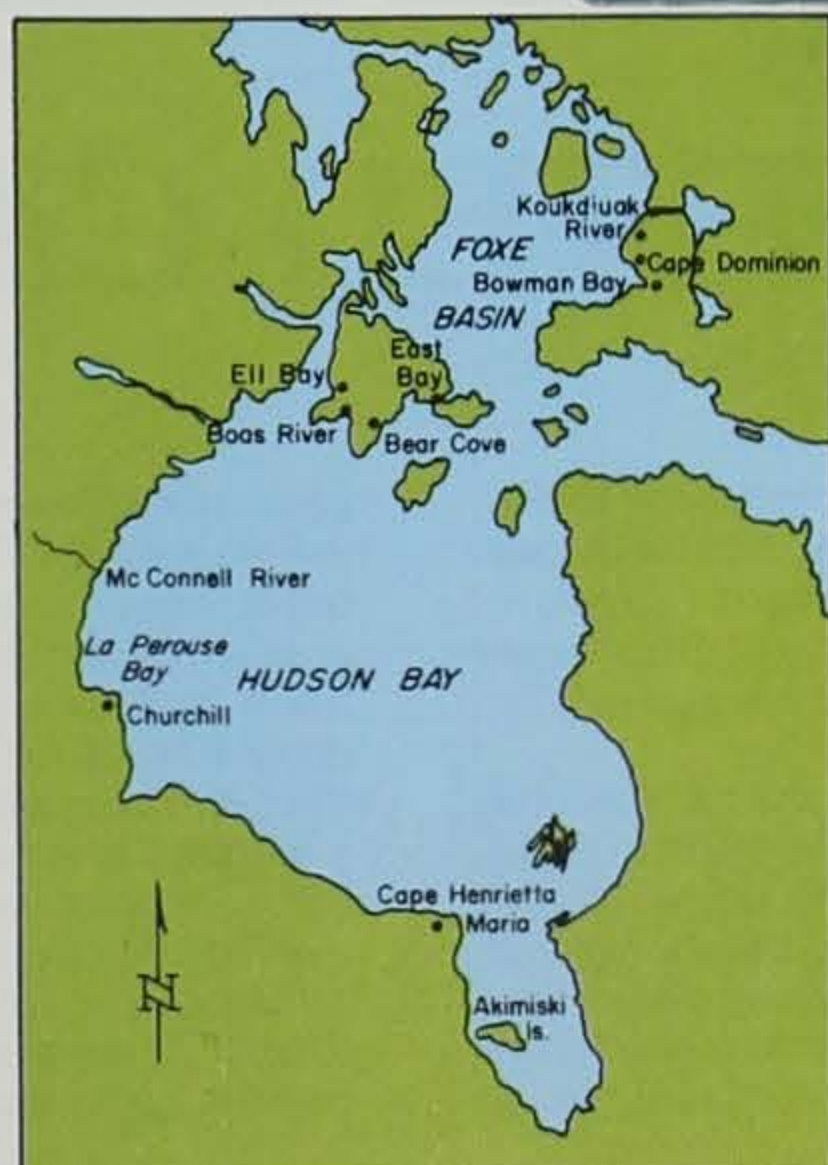 Koukdjuak
River
FOXE
Cape Dominion
Bowman Bay
BASIN
East
Bay
Ell Bay
Boas River
Bear Cove
Mc Connell River
La Perouse
Bay
HUDSON BAY
Churchill
Cape Henrietta
Maria
Akimiski
Is.
N